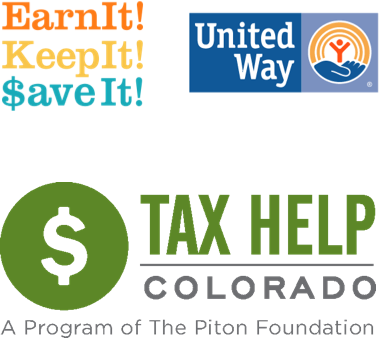 EarnIt!
KeepIt!
$aveIt!
United
Way
®
$
TAX HELP
COLORADO
A Program of The Piton Foundation